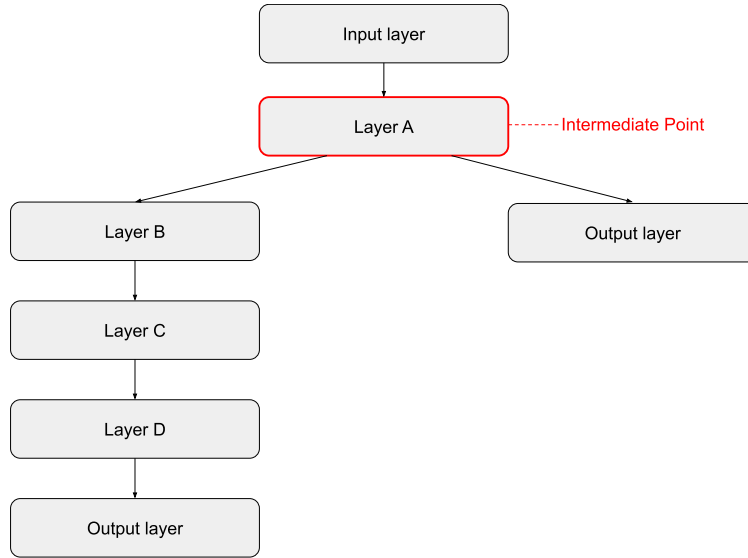 Input layer
Layer A
Intermediate Point
Layer B
Output layer
Layer C
Layer D
Output layer